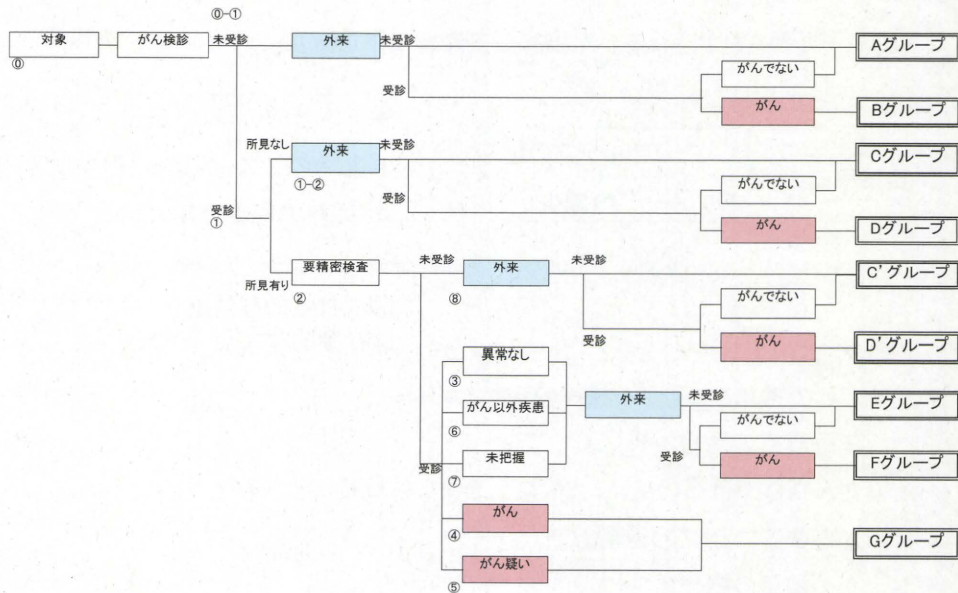 ⓪-①
対象
がん検診
未受診
外来
未受診
Aグループ
⓪
がんでない
受診
がん
Bグループ
所見なし
外来
未受診
Cグループ
①-②
がんでない
受診
受診
①
がん
Dグループ
要精密検査
未受診
外来
未受診
C'グループ
所見有り
②
⑧
がんでない
受診
がん
D'グループ
異常なし
③
外来
未受診
Eグループ
がん以外疾患
⑥
がんでない
受診
未把握
受診
⑦
がん
Fグループ
がん
④
Gグループ
がん疑い
⑤